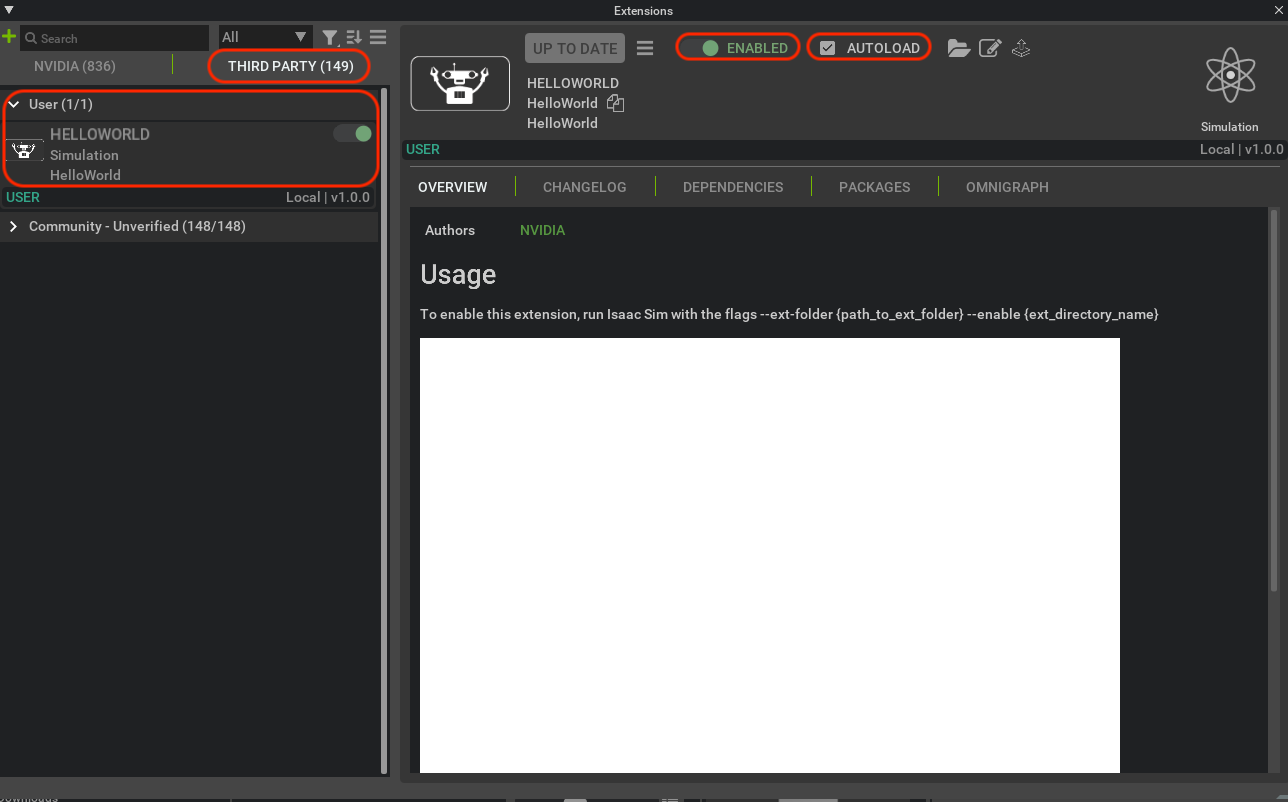 Extensions
Search
All
NVIDIA (836)
THIRD PARTY (149)
User (1/1)
HELLOWORLD
Simulation
HelloWorld
USER
Local | v1.0.0
Community - Unverified (148/148)
UP TO DATE
ENABLED
AUTOLOAD
HELLOWORLD
HelloWorld
HelloWorld
Simulation
USER
Local | v1.0.0
OVERVIEW
CHANGELOG
DEPENDENCIES
PACKAGES
OMNIGRAPH
Authors
NVIDIA
Usage
To enable this extension, run Isaac Sim with the flags --ext-folder {path_to_ext_folder} --enable {ext_directory_name}